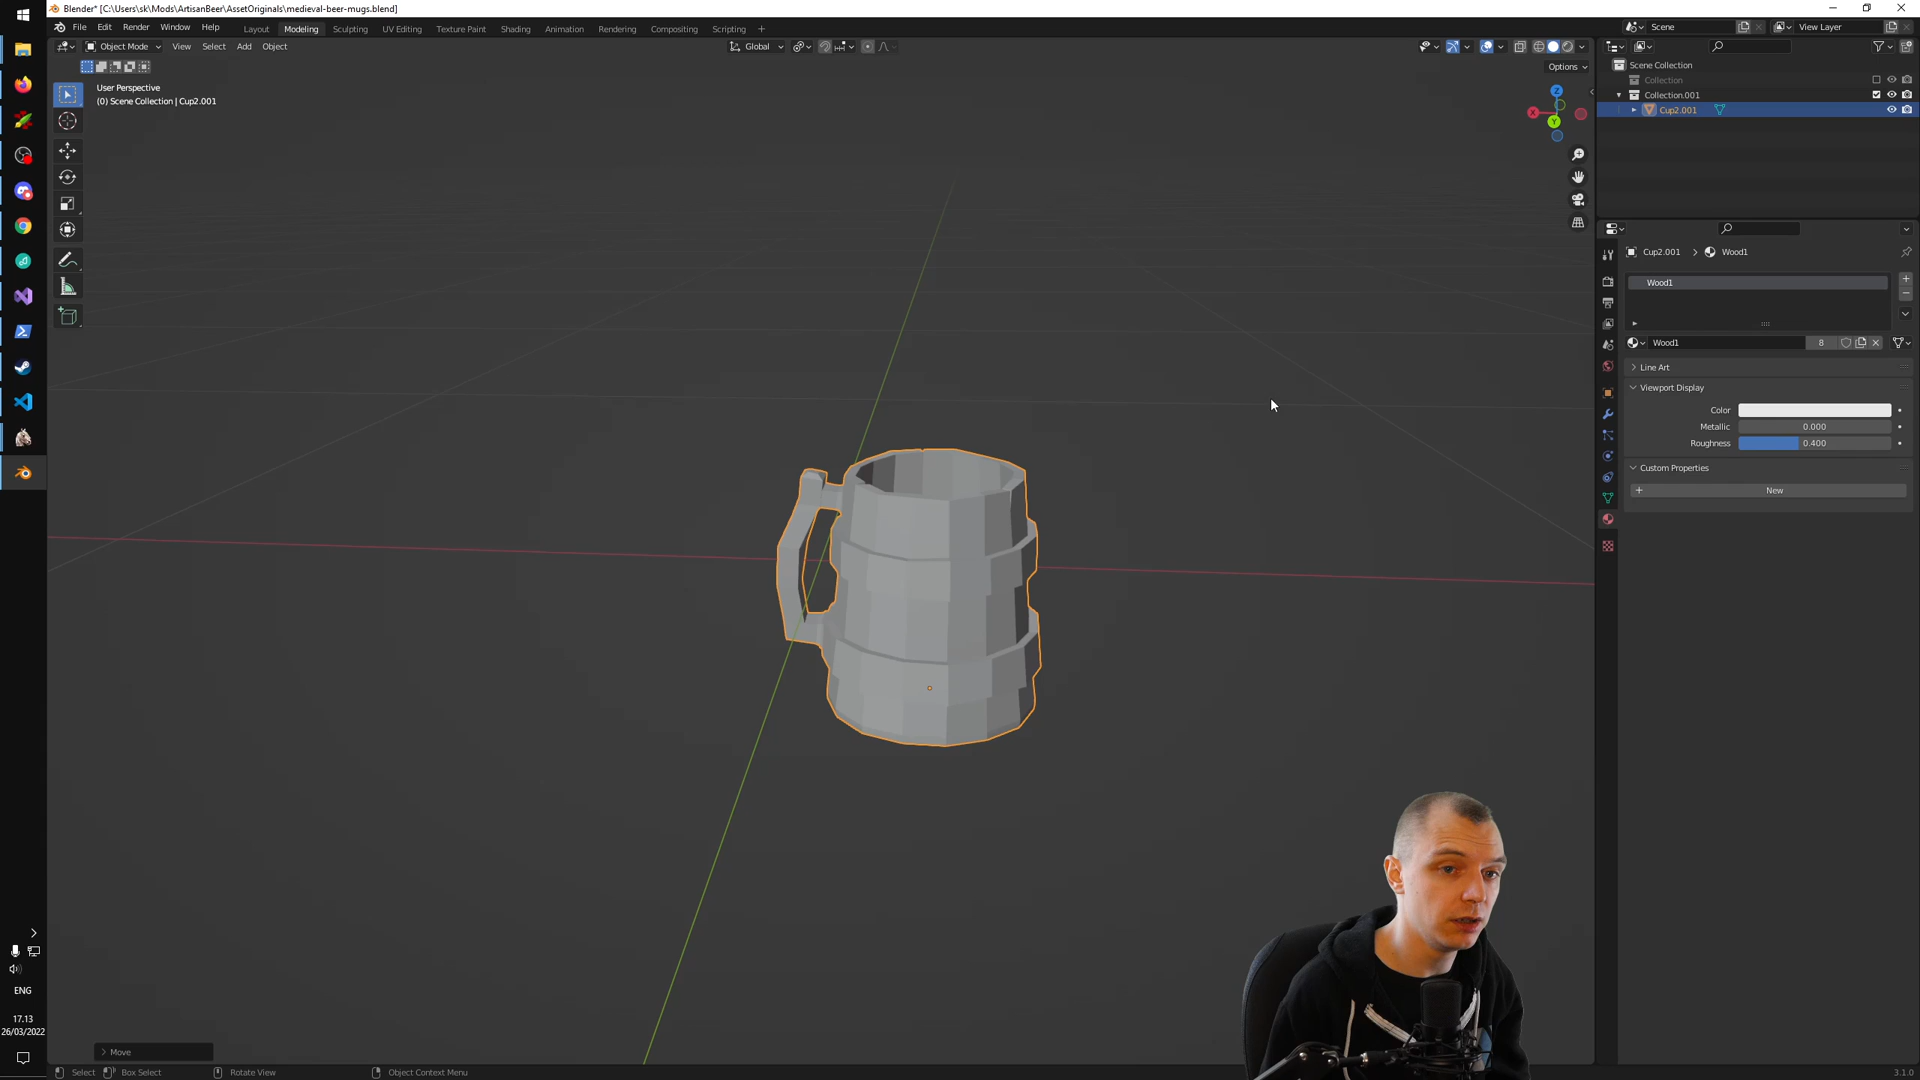 Blender* [C:\Users\sk\Mods\ArtisanBeer\AssetOriginals\medieval-beer-mugs.blend]
File Edit Render Window Help Layout Modeling Sculpting UV Editing Texture Paint Shading Animation Rendering Compositing Scripting + Scene View Layer
Object Mode View Select Add Object Global
Options
User Perspective
(0) Scene Collection | Cup2.001
Z
X
Y
Scene Collection
Collection
Collection.001
Cup2.001
Cup2.001 > Wood1
Wood1
Wood1 8
Line Art
Viewport Display
Color
Metallic 0.000
Roughness 0.400
Custom Properties
+ New
ENG
17.13
26/03/2022
> Move
Select Box Select Rotate View Object Context Menu 3.1.0